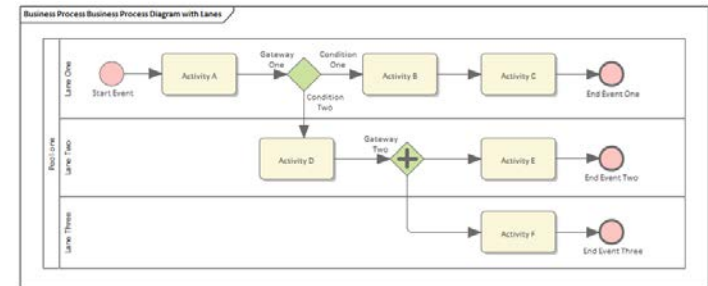 Business Process Business Process Diagram with Lanes
Pool one
Lane One
Start Event
Activity A
Gateway
One
Condition
One
Activity B
Activity C
End Event One
Condition
Two
Lane Two
Activity D
Gateway
Two
Activity E
End Event Two
Lane Three
Activity F
End Event Three